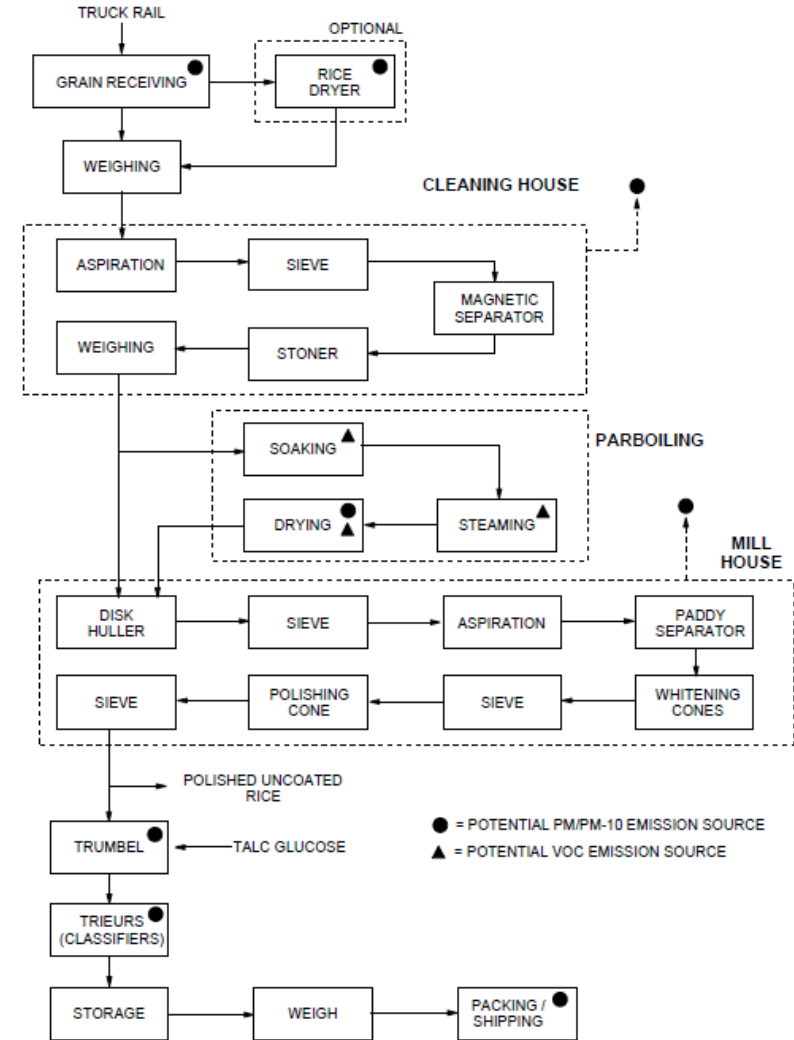 TRUCK RAIL
OPTIONAL
GRAIN RECEIVING
RICE
DRYER
WEIGHING
CLEANING HOUSE
ASPIRATION
SIEVE
MAGNETIC
SEPARATOR
WEIGHING
STONER
PARBOILING
SOAKING
DRYING
STEAMING
MILL
HOUSE
DISK
HULLER
SIEVE
ASPIRATION
PADDY
SEPARATOR
SIEVE
POLISHING
CONE
SIEVE
WHITENING
CONES
POLISHED UNCOATED
RICE
● = POTENTIAL PM/PM-10 EMISSION SOURCE
TRUMBEL
TALC GLUCOSE
▲ = POTENTIAL VOC EMISSION SOURCE
TRIEURS
(CLASSIFIERS)
STORAGE
WEIGH
PACKING /
SHIPPING